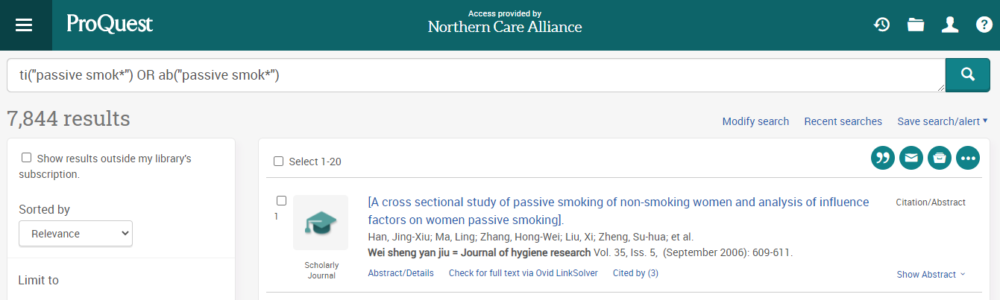 ProQuest
Access provided by
Northern Care Alliance
?
ti("passive smok*") OR ab("passive smok*")
7,844 results
Modify search
Recent searches
Save search/alert
Show results outside my library's
subscription.
Sorted by
Relevance
Limit to
Select 1-20
1
Scholarly
Journal
[A cross sectional study of passive smoking of non-smoking women and analysis of influence
factors on women passive smoking].
Citation/Abstract
Han, Jing-Xiu; Ma, Ling; Zhang, Hong-Wei; Liu, Xi; Zheng, Su-hua; et al.
Wei sheng yan jiu = Journal of hygiene research Vol. 35, Iss. 5, (September 2006): 609-611.
Abstract/Details
Check for full text via Ovid LinkSolver
Cited by (3)
Show Abstract